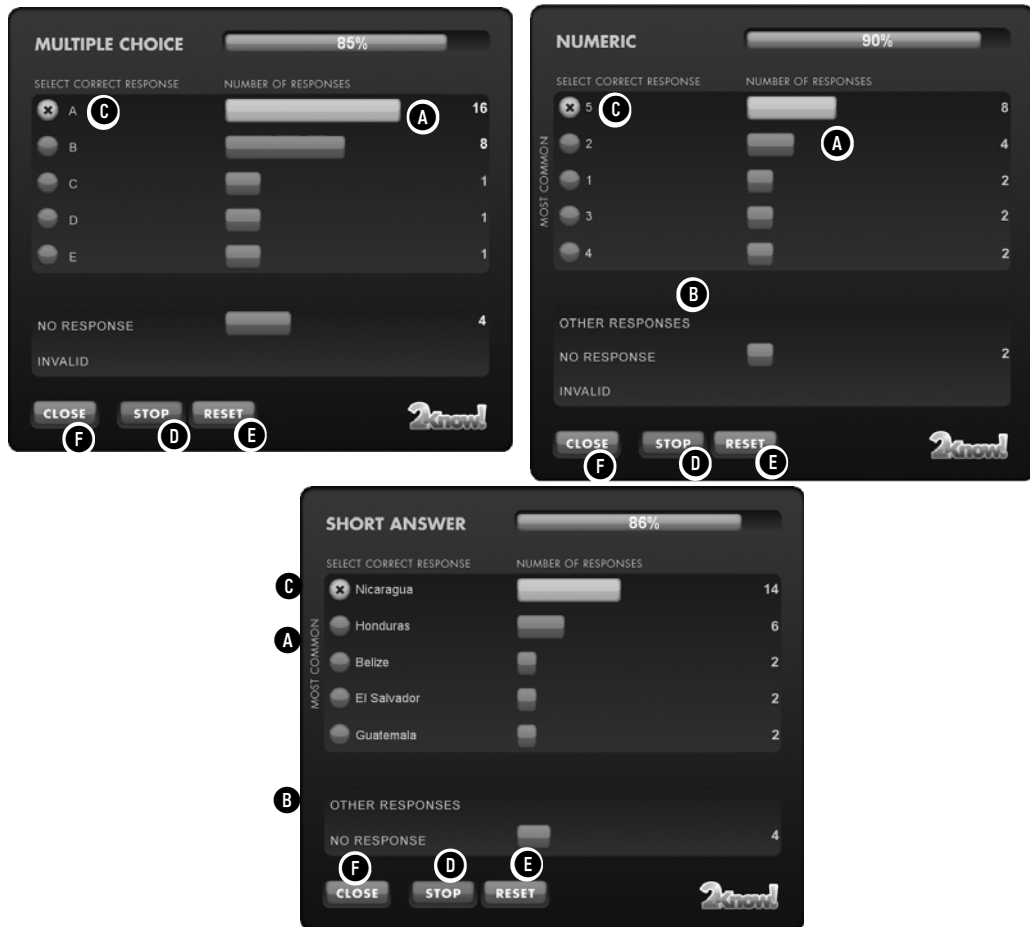 MULTIPLE CHOICE 85%
SELECT CORRECT RESPONSE NUMBER OF RESPONSES
A C A 16
B 8
C 1
D 1
E 1
NO RESPONSE 4
INVALID
CLOSE STOP RESET 2Know!
F D E
NUMERIC 90%
SELECT CORRECT RESPONSE NUMBER OF RESPONSES
MOST COMMON
5 C 8
2 A 4
1 2
3 2
4 2
B
OTHER RESPONSES
NO RESPONSE 2
INVALID
CLOSE STOP RESET 2Know!
F D E
SHORT ANSWER 86%
SELECT CORRECT RESPONSE NUMBER OF RESPONSES
C Nicaragua 14
Honduras 6
A MOST COMMON
Belize 2
El Salvador 2
Guatemala 2
B OTHER RESPONSES
NO RESPONSE 4
F D E
CLOSE STOP RESET 2Know!